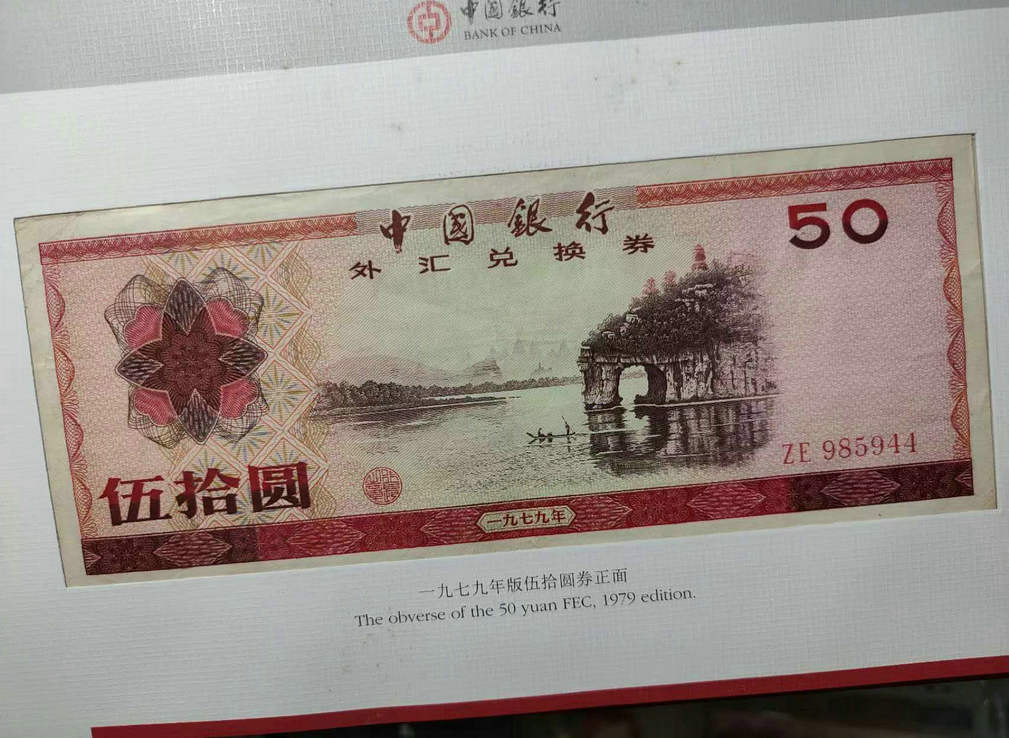 中國銀行
BANK OF CHINA
中國銀行
外汇兑换券
50
ZE 985944
伍拾圆
一九七九年
一九七九年版伍拾圆券正面
The obverse of the 50 yuan FEC, 1979 edition.